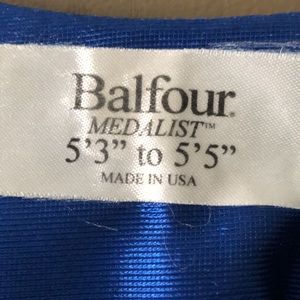 Balfour.
MEDALIST™
5'3" to 5'5"
MADE IN USA